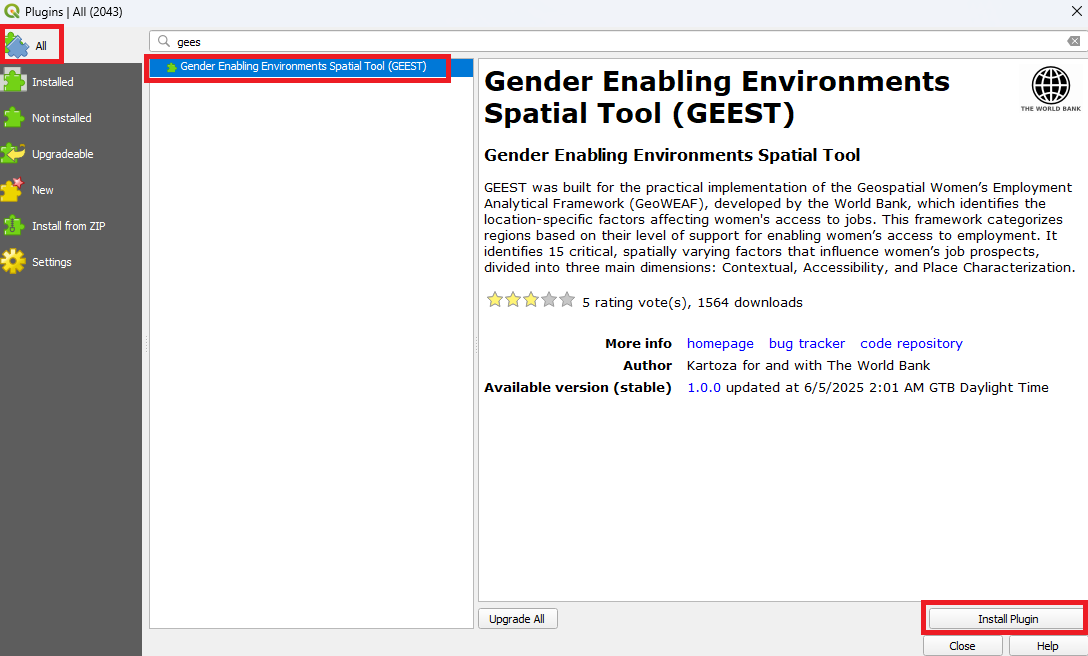 Plugins | All (2043)
All
Installed
Not installed
Upgradeable
New
Install from ZIP
Settings
gees
Gender Enabling Environments Spatial Tool (GEEST)
Gender Enabling Environments
Spatial Tool (GEEST)
THE WORLD BANK
Gender Enabling Environments Spatial Tool
GEEST was built for the practical implementation of the Geospatial Women’s Employment
Analytical Framework (GeoWEAF), developed by the World Bank, which identifies the
location-specific factors affecting women's access to jobs. This framework categorizes
regions based on their level of support for enabling women’s access to employment. It
identifies 15 critical, spatially varying factors that influence women’s job prospects,
divided into three main dimensions: Contextual, Accessibility, and Place Characterization.
5 rating vote(s), 1564 downloads
More info homepage bug tracker code repository
Author Kartoza for and with The World Bank
Available version (stable) 1.0.0 updated at 6/5/2025 2:01 AM GTB Daylight Time
Upgrade All
Install Plugin
Close
Help